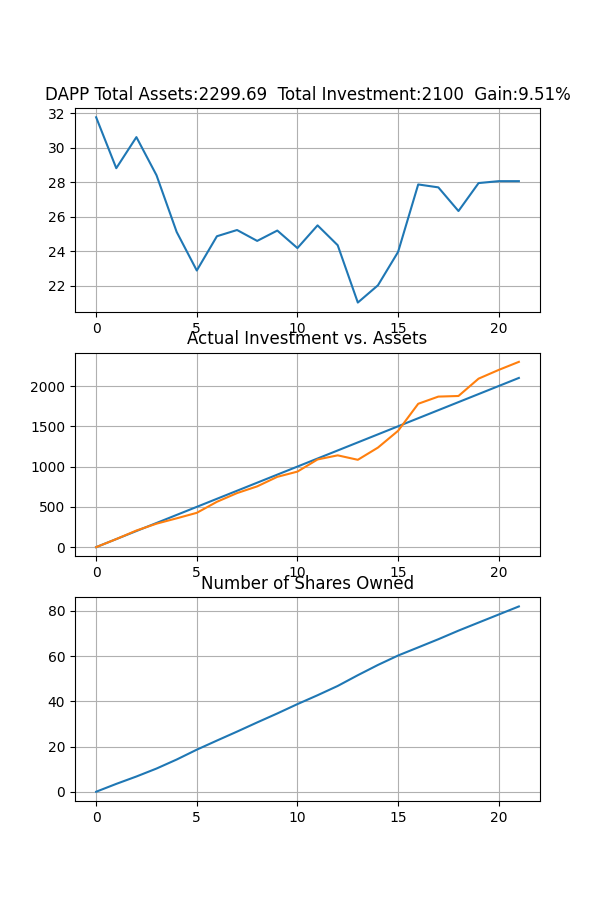 DAPP Total Assets:2299.69  Total Investment:2100  Gain:9.51%
32
30
28
26
24
22
0 5 10 15 20
Actual Investment vs. Assets
2000
1500
1000
500
0
0 5 10 15 20
Number of Shares Owned
80
60
40
20
0
0 5 10 15 20